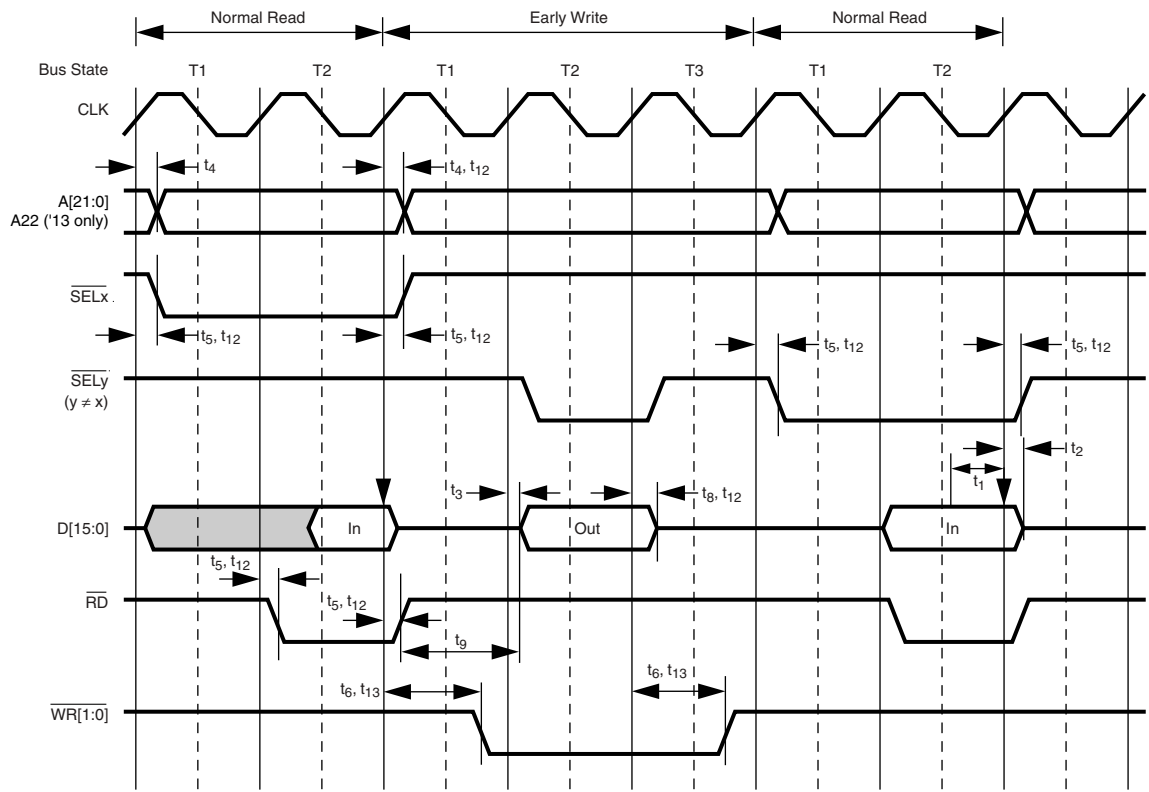 Normal Read Early Write Normal Read
Bus State T1 T2 T1 T2 T3 T1 T2
CLK
t4 t4, t12
A[21:0]
A22 ('13 only)
SELx .
t5, t12 t5, t12 t5, t12 t5, t12
SELy
(y ≠ x)
t2
t1
t3 t8, t12
D[15:0] In Out In
t5, t12
RD t5, t12
t9
t6, t13 t6, t13
WR[1:0]